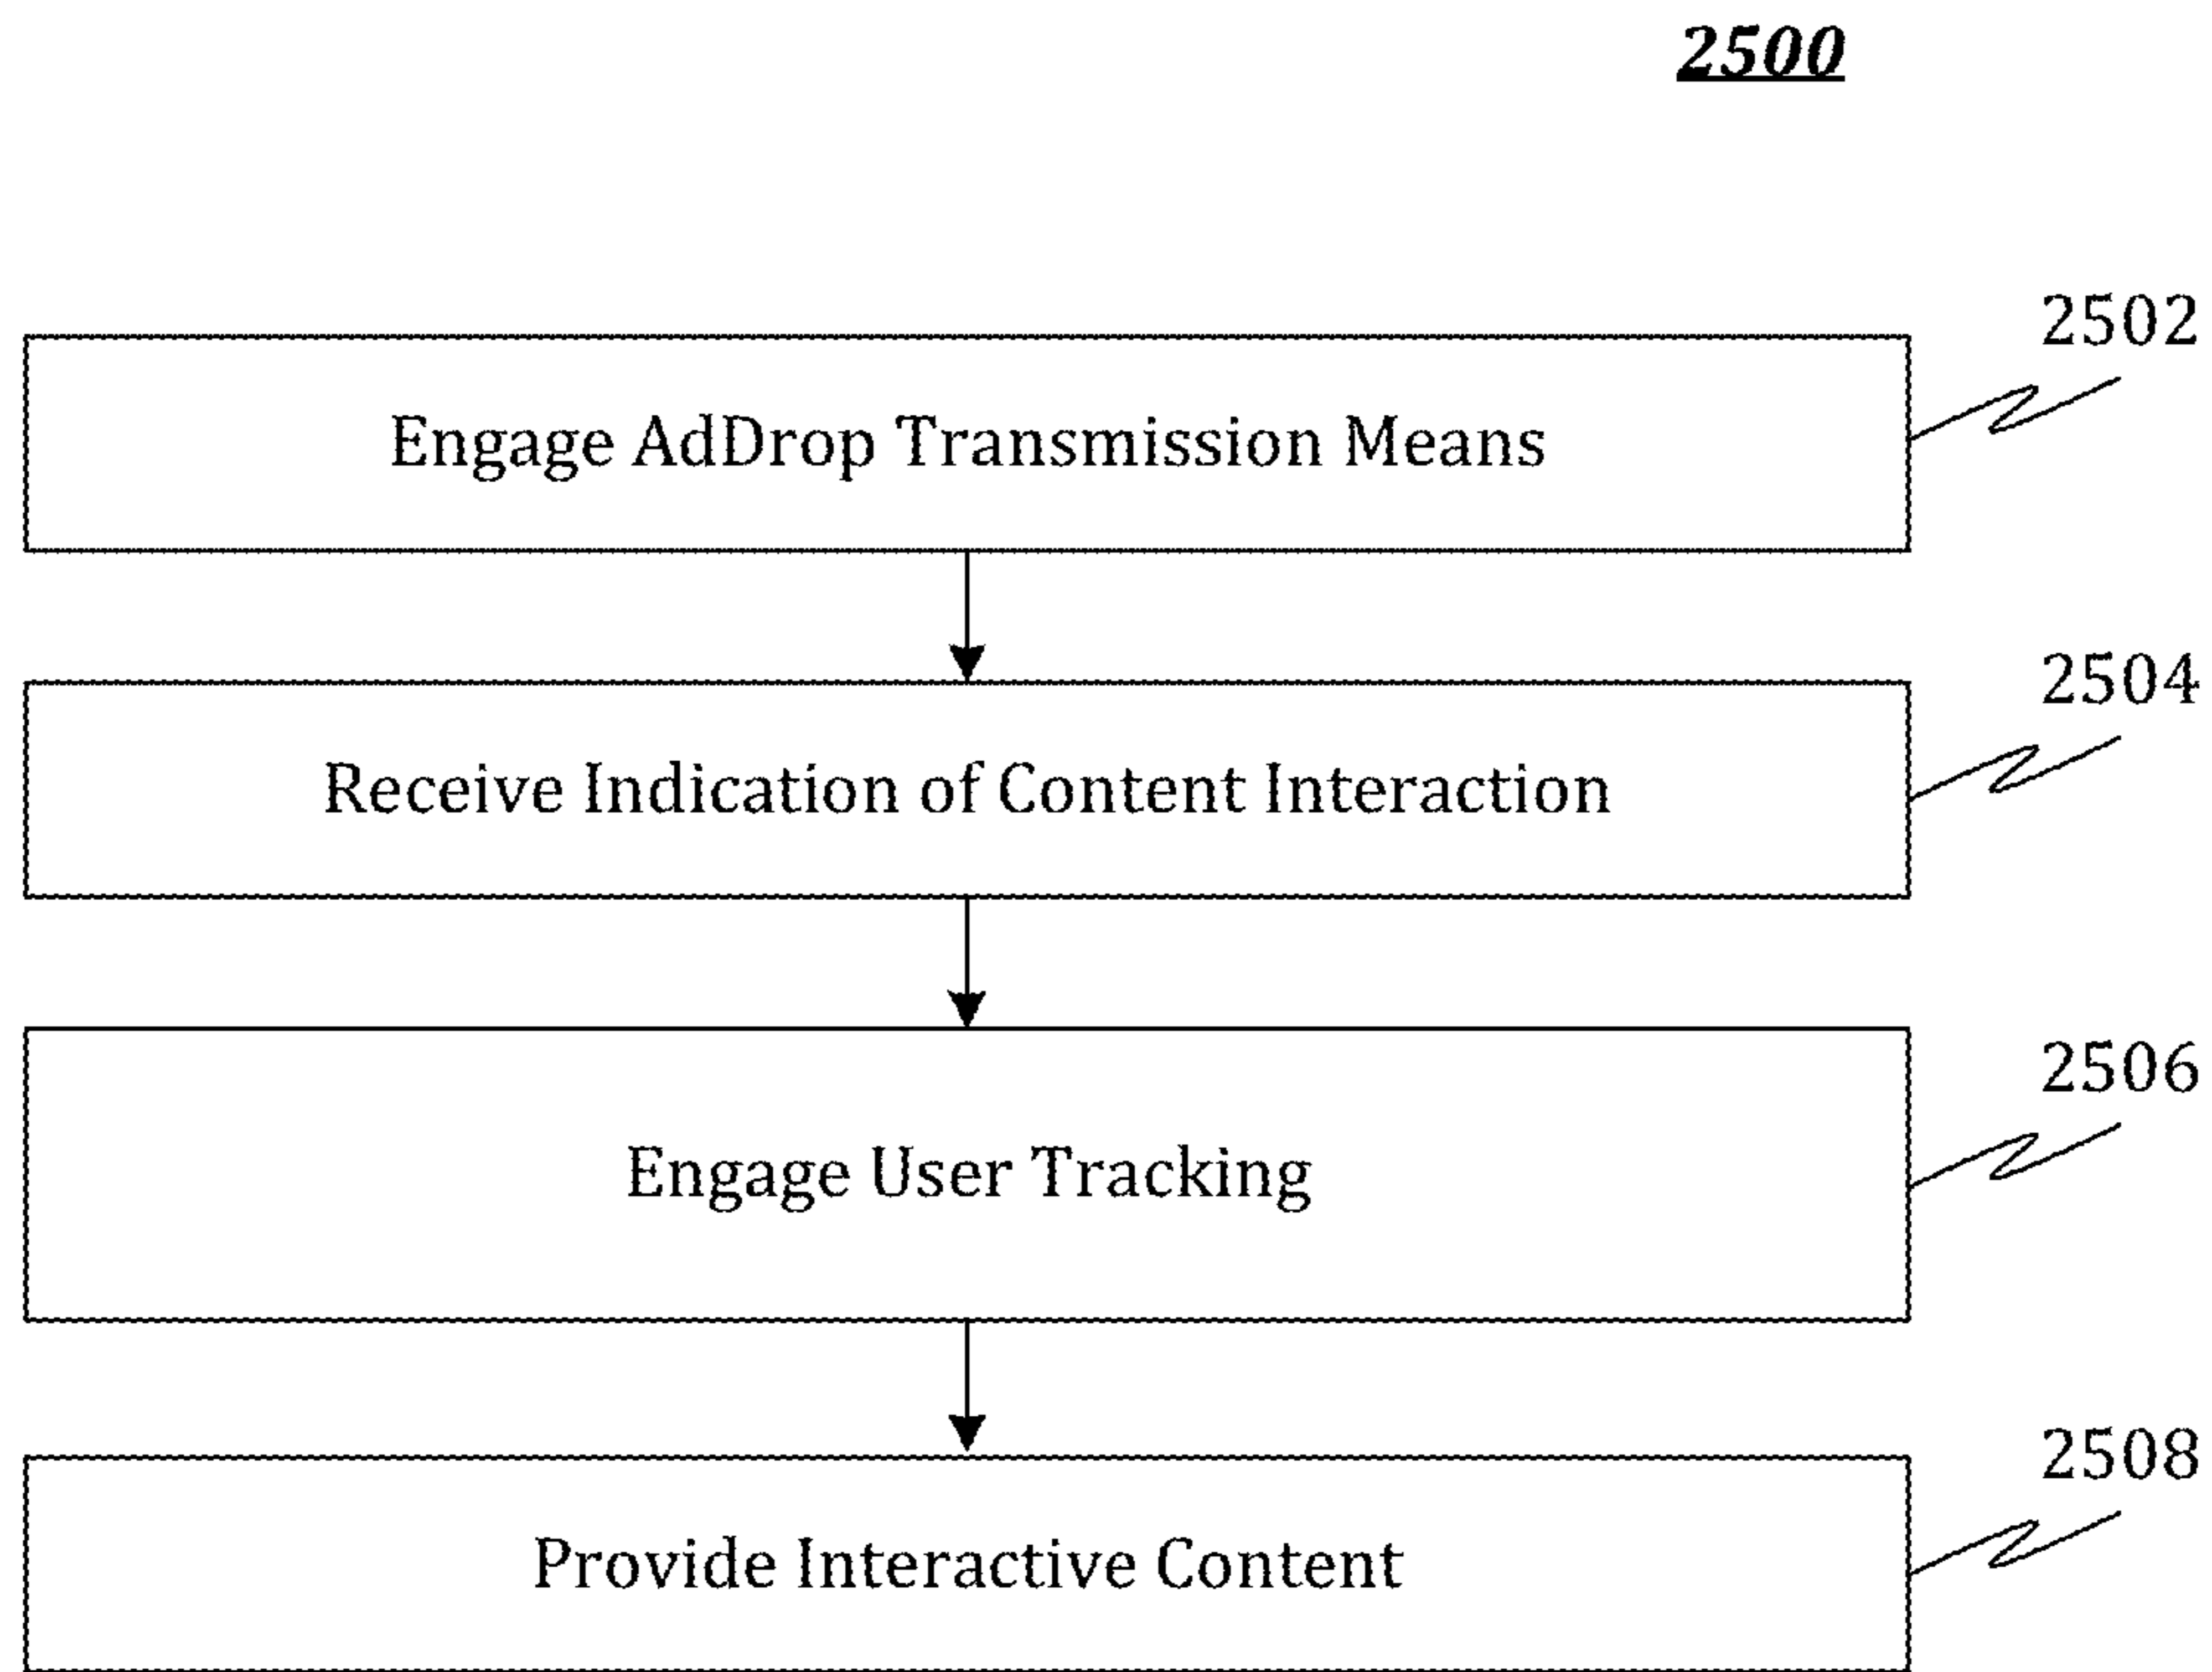 2500
2502
Engage AdDrop Transmission Means
2504
Receive Indication of Content Interaction
2506
Engage User Tracking
2508
Provide Interactive Content